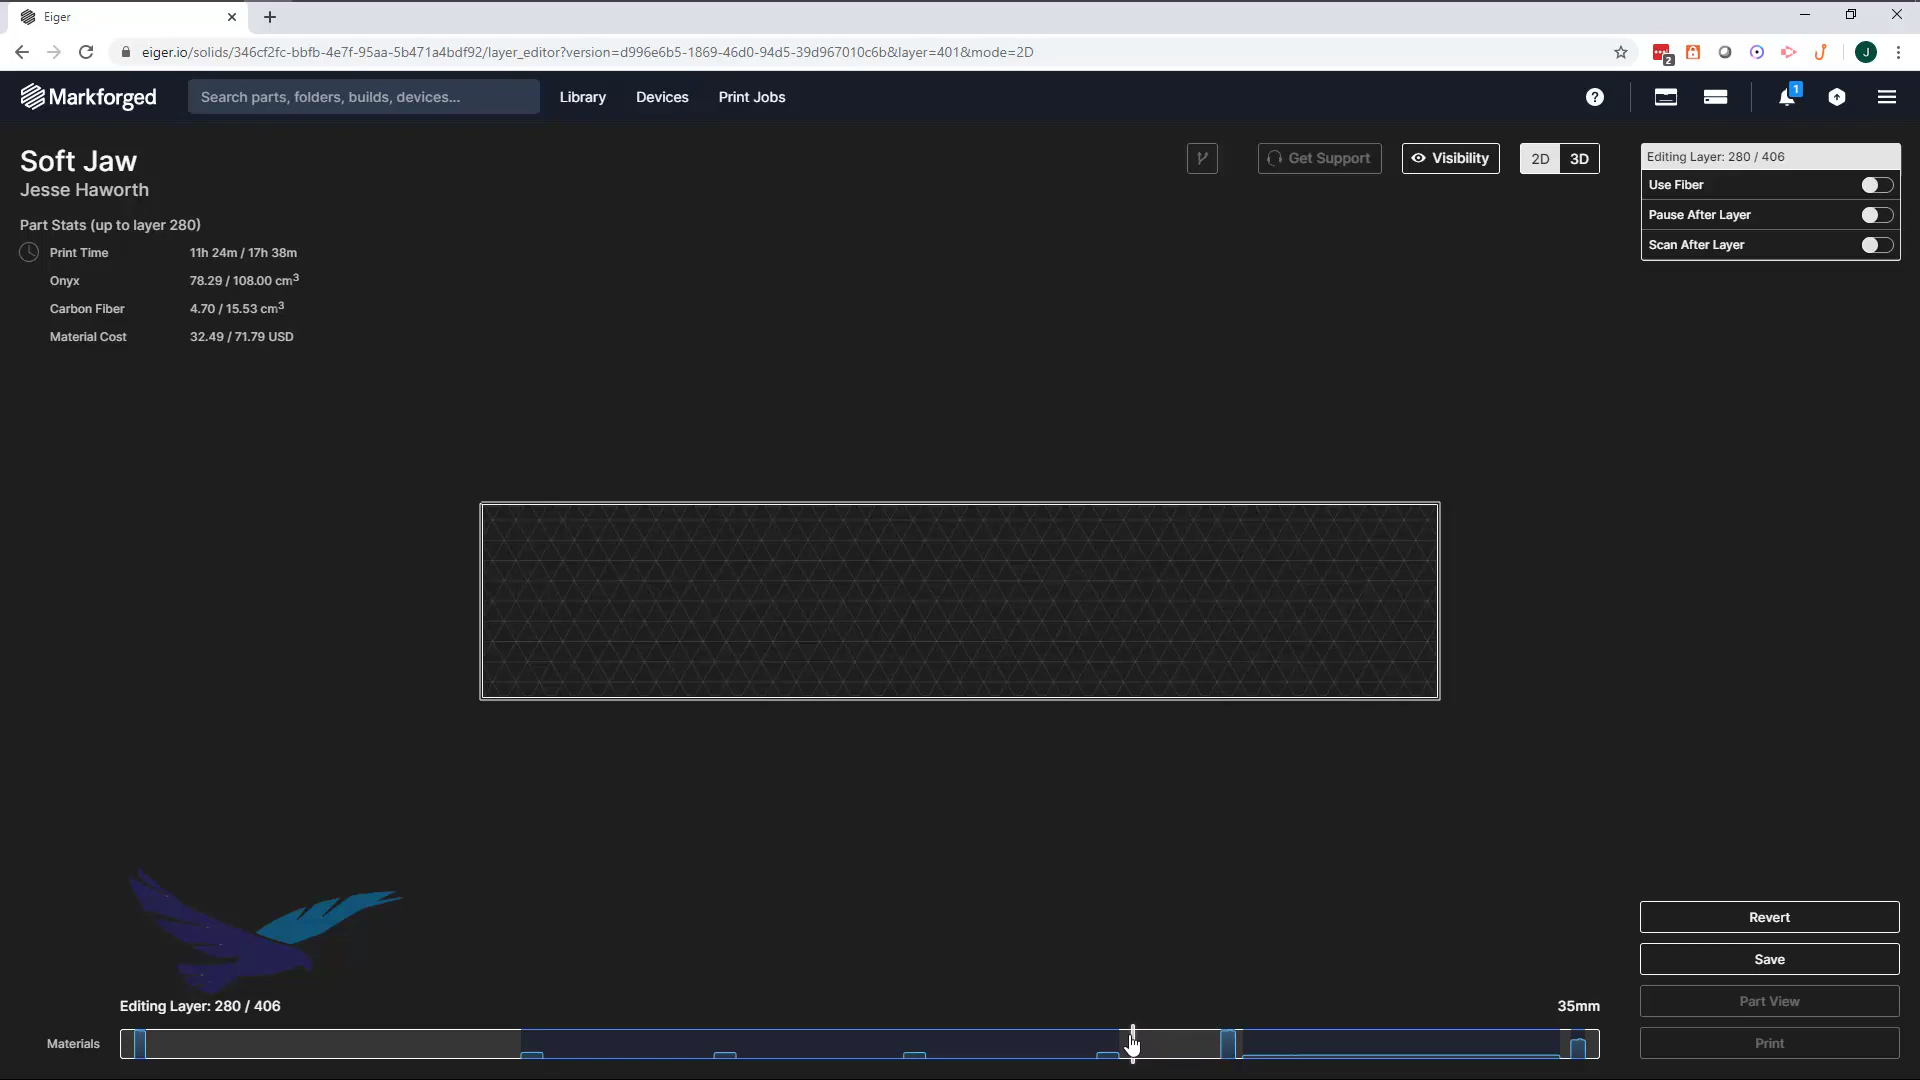 Eiger
eiger.io/solids/346cf2fc-bbfb-4e7f-95aa-5b471a4bdf92/layer_editor?version=d996e6b5-1869-46d0-94d5-39d967010c6b&layer=401&mode=2D
2
J
Markforged
Search parts, folders, builds, devices...
Library
Devices
Print Jobs
?
1
Soft Jaw
Jesse Haworth
Get Support
Visibility
2D
3D
Editing Layer: 280 / 406
Use Fiber
Pause After Layer
Scan After Layer
Part Stats (up to layer 280)
Print Time 11h 24m / 17h 38m
Onyx 78.29 / 108.00 cm³
Carbon Fiber 4.70 / 15.53 cm³
Material Cost 32.49 / 71.79 USD
Revert
Save
Part View
Print
Editing Layer: 280 / 406
35mm
Materials